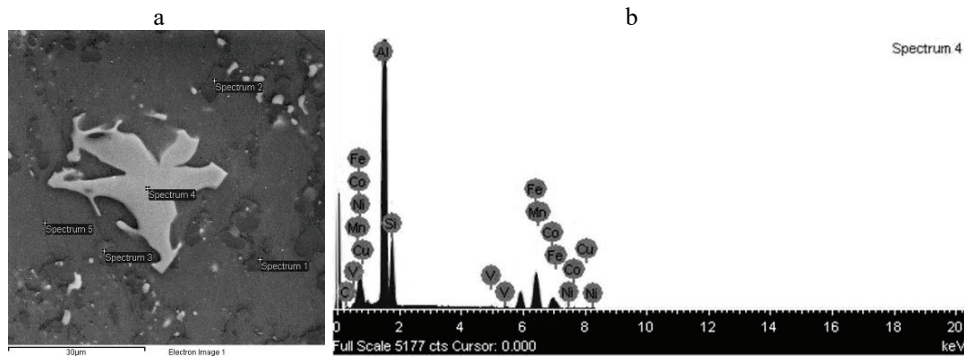 a
b
Spectrum 2
Spectrum 4
Spectrum 5
Spectrum 3
Spectrum 1
30µm
Electron Image 1
Spectrum 4
Al
Fe
Co
Ni
Mn
Cu
V
C
Si
V
V
Fe
Mn
Co
Fe
Cu
Co
Ni
Ni
0 2 4 6 8 10 12 14 16 18 20
Full Scale 5177 cts Cursor: 0.000 keV